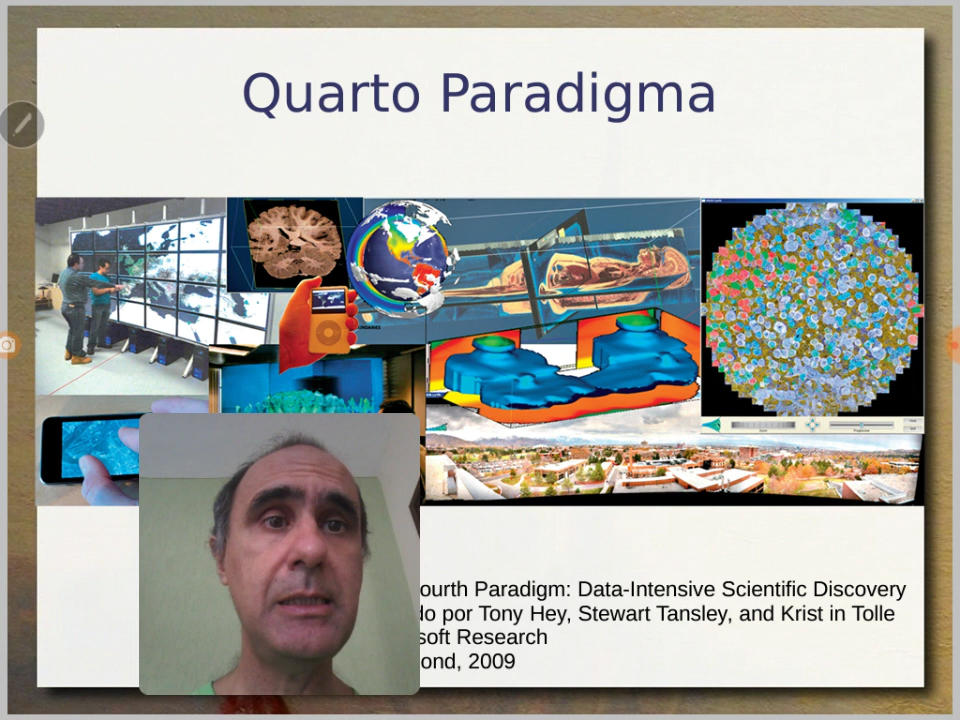 Quarto Paradigma
ourth Paradigm: Data-Intensive Scientific Discovery
do por Tony Hey, Stewart Tansley, and Krist in Tolle
soft Research
ond, 2009